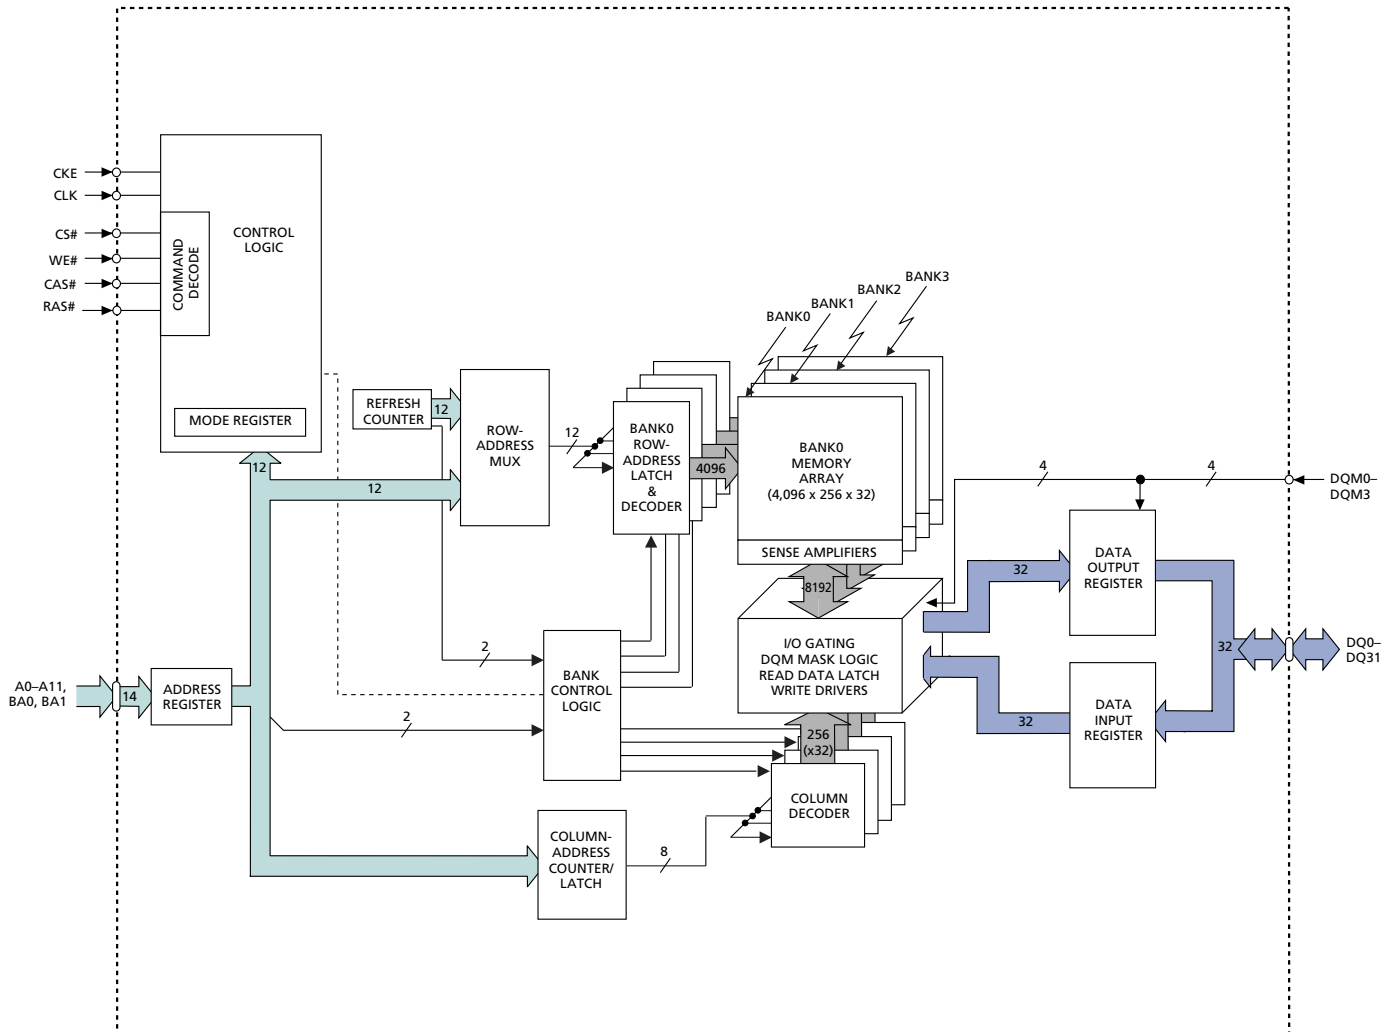 CKE
CLK
CS#
WE#
CAS#
RAS#
COMMAND
DECODE
CONTROL
LOGIC
MODE REGISTER
12
REFRESH
COUNTER
12
12
ROW-
ADDRESS
MUX
12
BANK0
ROW-
ADDRESS
LATCH
&
DECODER
4096
BANK0
BANK1
BANK2
BANK3
BANK0
MEMORY
ARRAY
(4,096 x 256 x 32)
SENSE AMPLIFIERS
8192
I/O GATING
DQM MASK LOGIC
READ DATA LATCH
WRITE DRIVERS
256
(x32)
COLUMN
DECODER
4
4
DQM0–
DQM3
32
DATA
OUTPUT
REGISTER
32
DQ0–
DQ31
32
DATA
INPUT
REGISTER
A0–A11,
BA0, BA1
14
ADDRESS
REGISTER
2
2
BANK
CONTROL
LOGIC
COLUMN-
ADDRESS
COUNTER/
LATCH
8